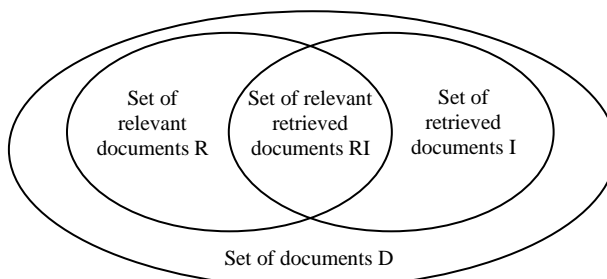 Set of
relevant
documents R
Set of relevant
retrieved
documents RI
Set of
retrieved
documents I
Set of documents D